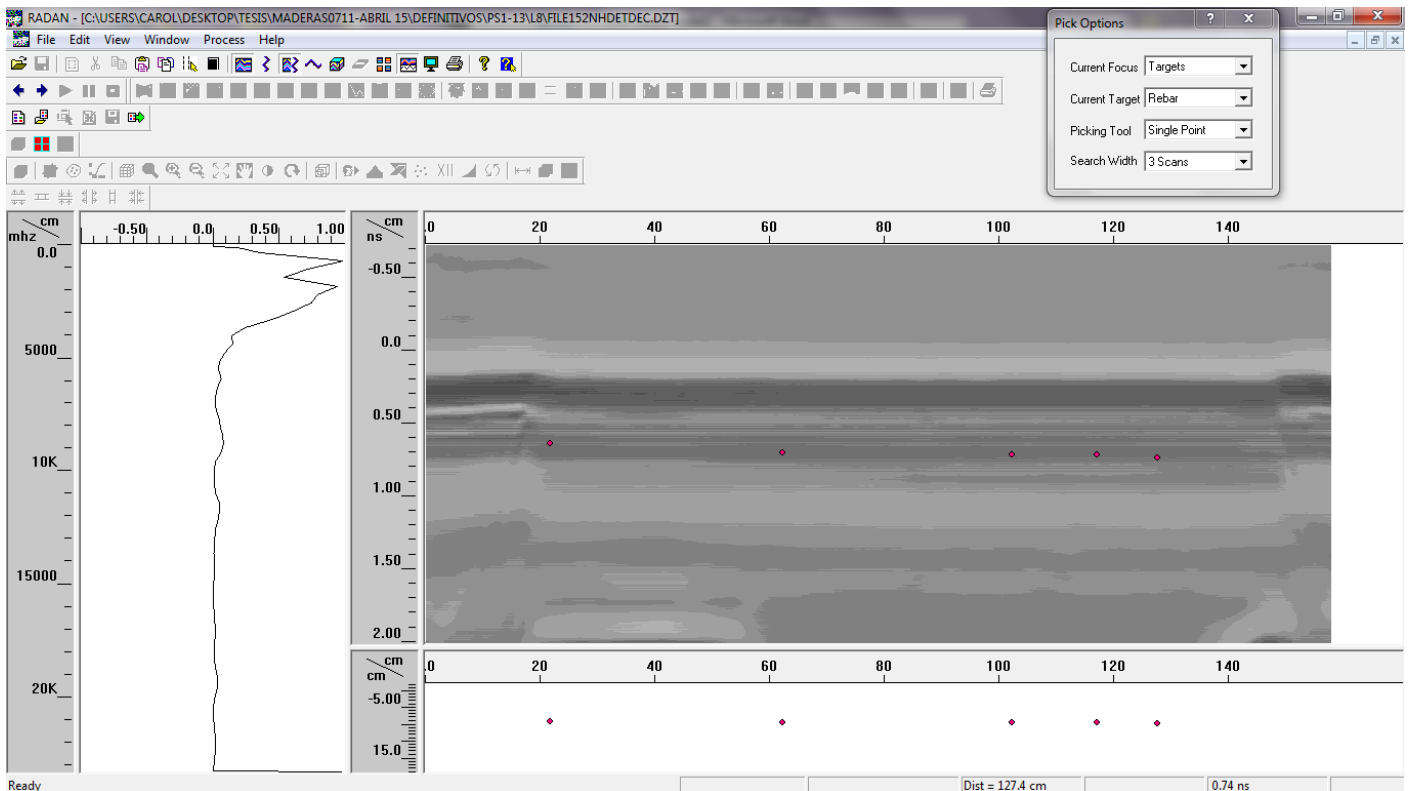 RADAN - [C:\USERS\CAROL\DESKTOP\TESIS\MADERAS0711-ABRIL 15\DEFINITIVOS\PS1-13\L8\FILE152NHDETDEC.DZT]
File Edit View Window Process Help
Pick Options
Current Focus Targets
Current Target Rebar
Picking Tool Single Point
Search Width 3 Scans
cm
mhz
-0.50 0.0 0.50 1.00
0.0
5000
10K
15000
20K
cm
ns
.0 20 40 60 80 100 120 140
-0.50
0.0
0.50
1.00
1.50
2.00
cm
cm
.0 20 40 60 80 100 120 140
-5.00
15.0
Ready
Dist = 127.4 cm
0.74 ns